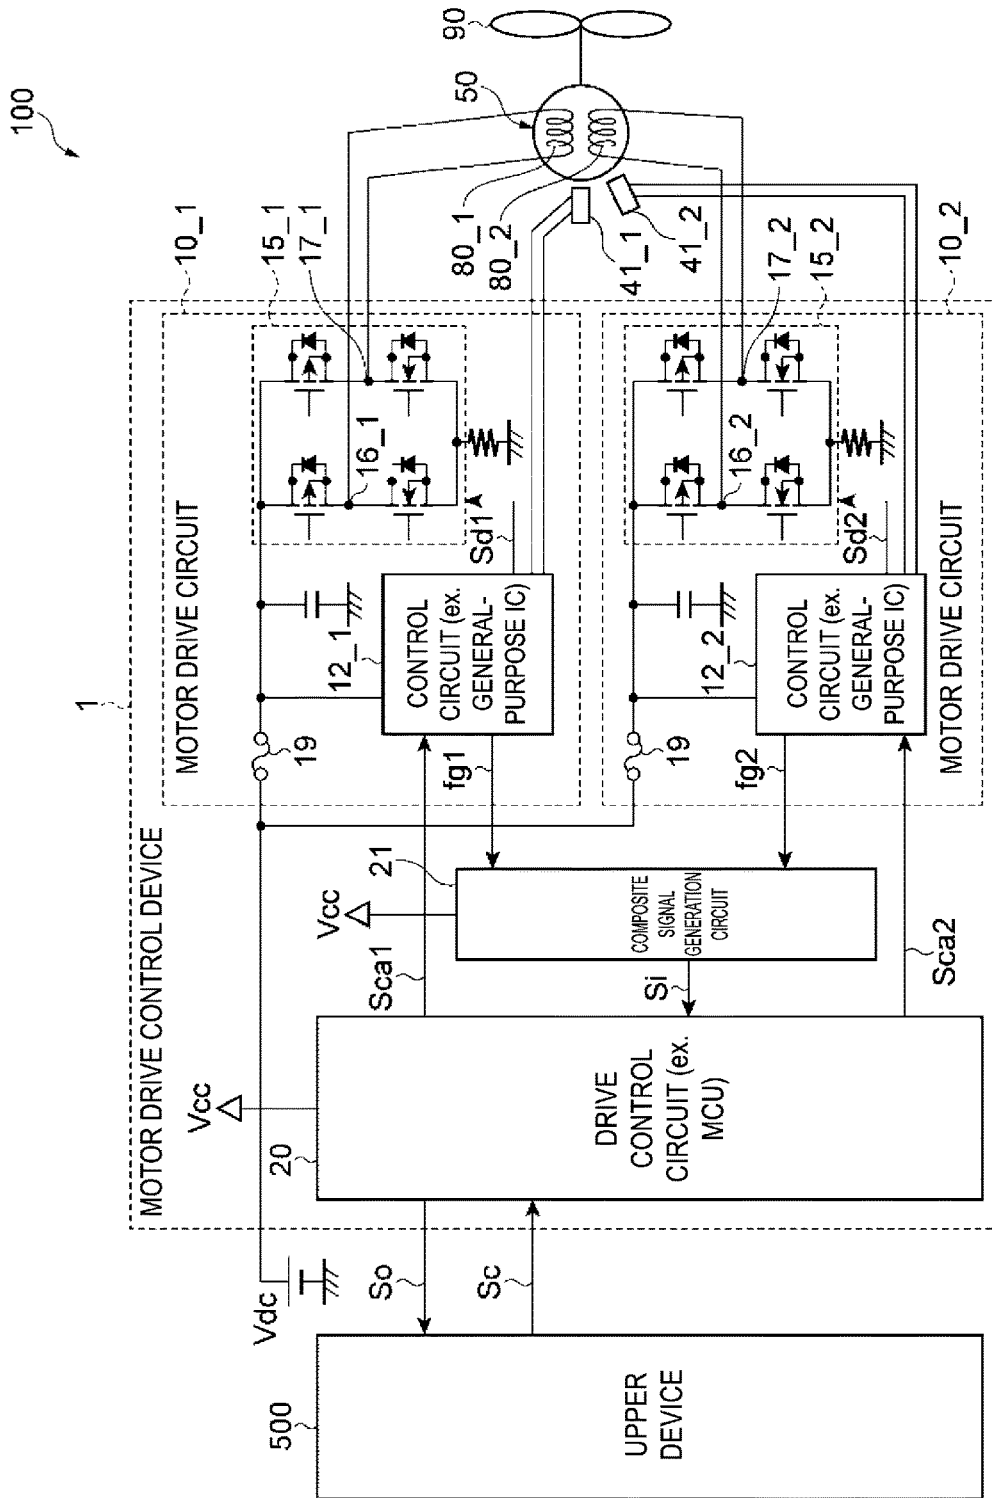 100
1
MOTOR DRIVE CONTROL DEVICE
MOTOR DRIVE CIRCUIT
10_1
15_1
17_1
16_1
19
12_1
CONTROL
CIRCUIT (ex.
GENERAL-
PURPOSE IC)
Sd1
fg1
Vdc
Vcc
Vcc
Sca1
21
COMPOSITE
SIGNAL
GENERATION
CIRCUIT
Si
20
DRIVE
CONTROL
CIRCUIT (ex.
MCU)
So
Sc
500
UPPER
DEVICE
80_1
80_2
41_1
41_2
50
90
17_2
15_2
10_2
16_2
19
12_2
CONTROL
CIRCUIT (ex.
GENERAL-
PURPOSE IC)
Sd2
fg2
Sca2
MOTOR DRIVE CIRCUIT